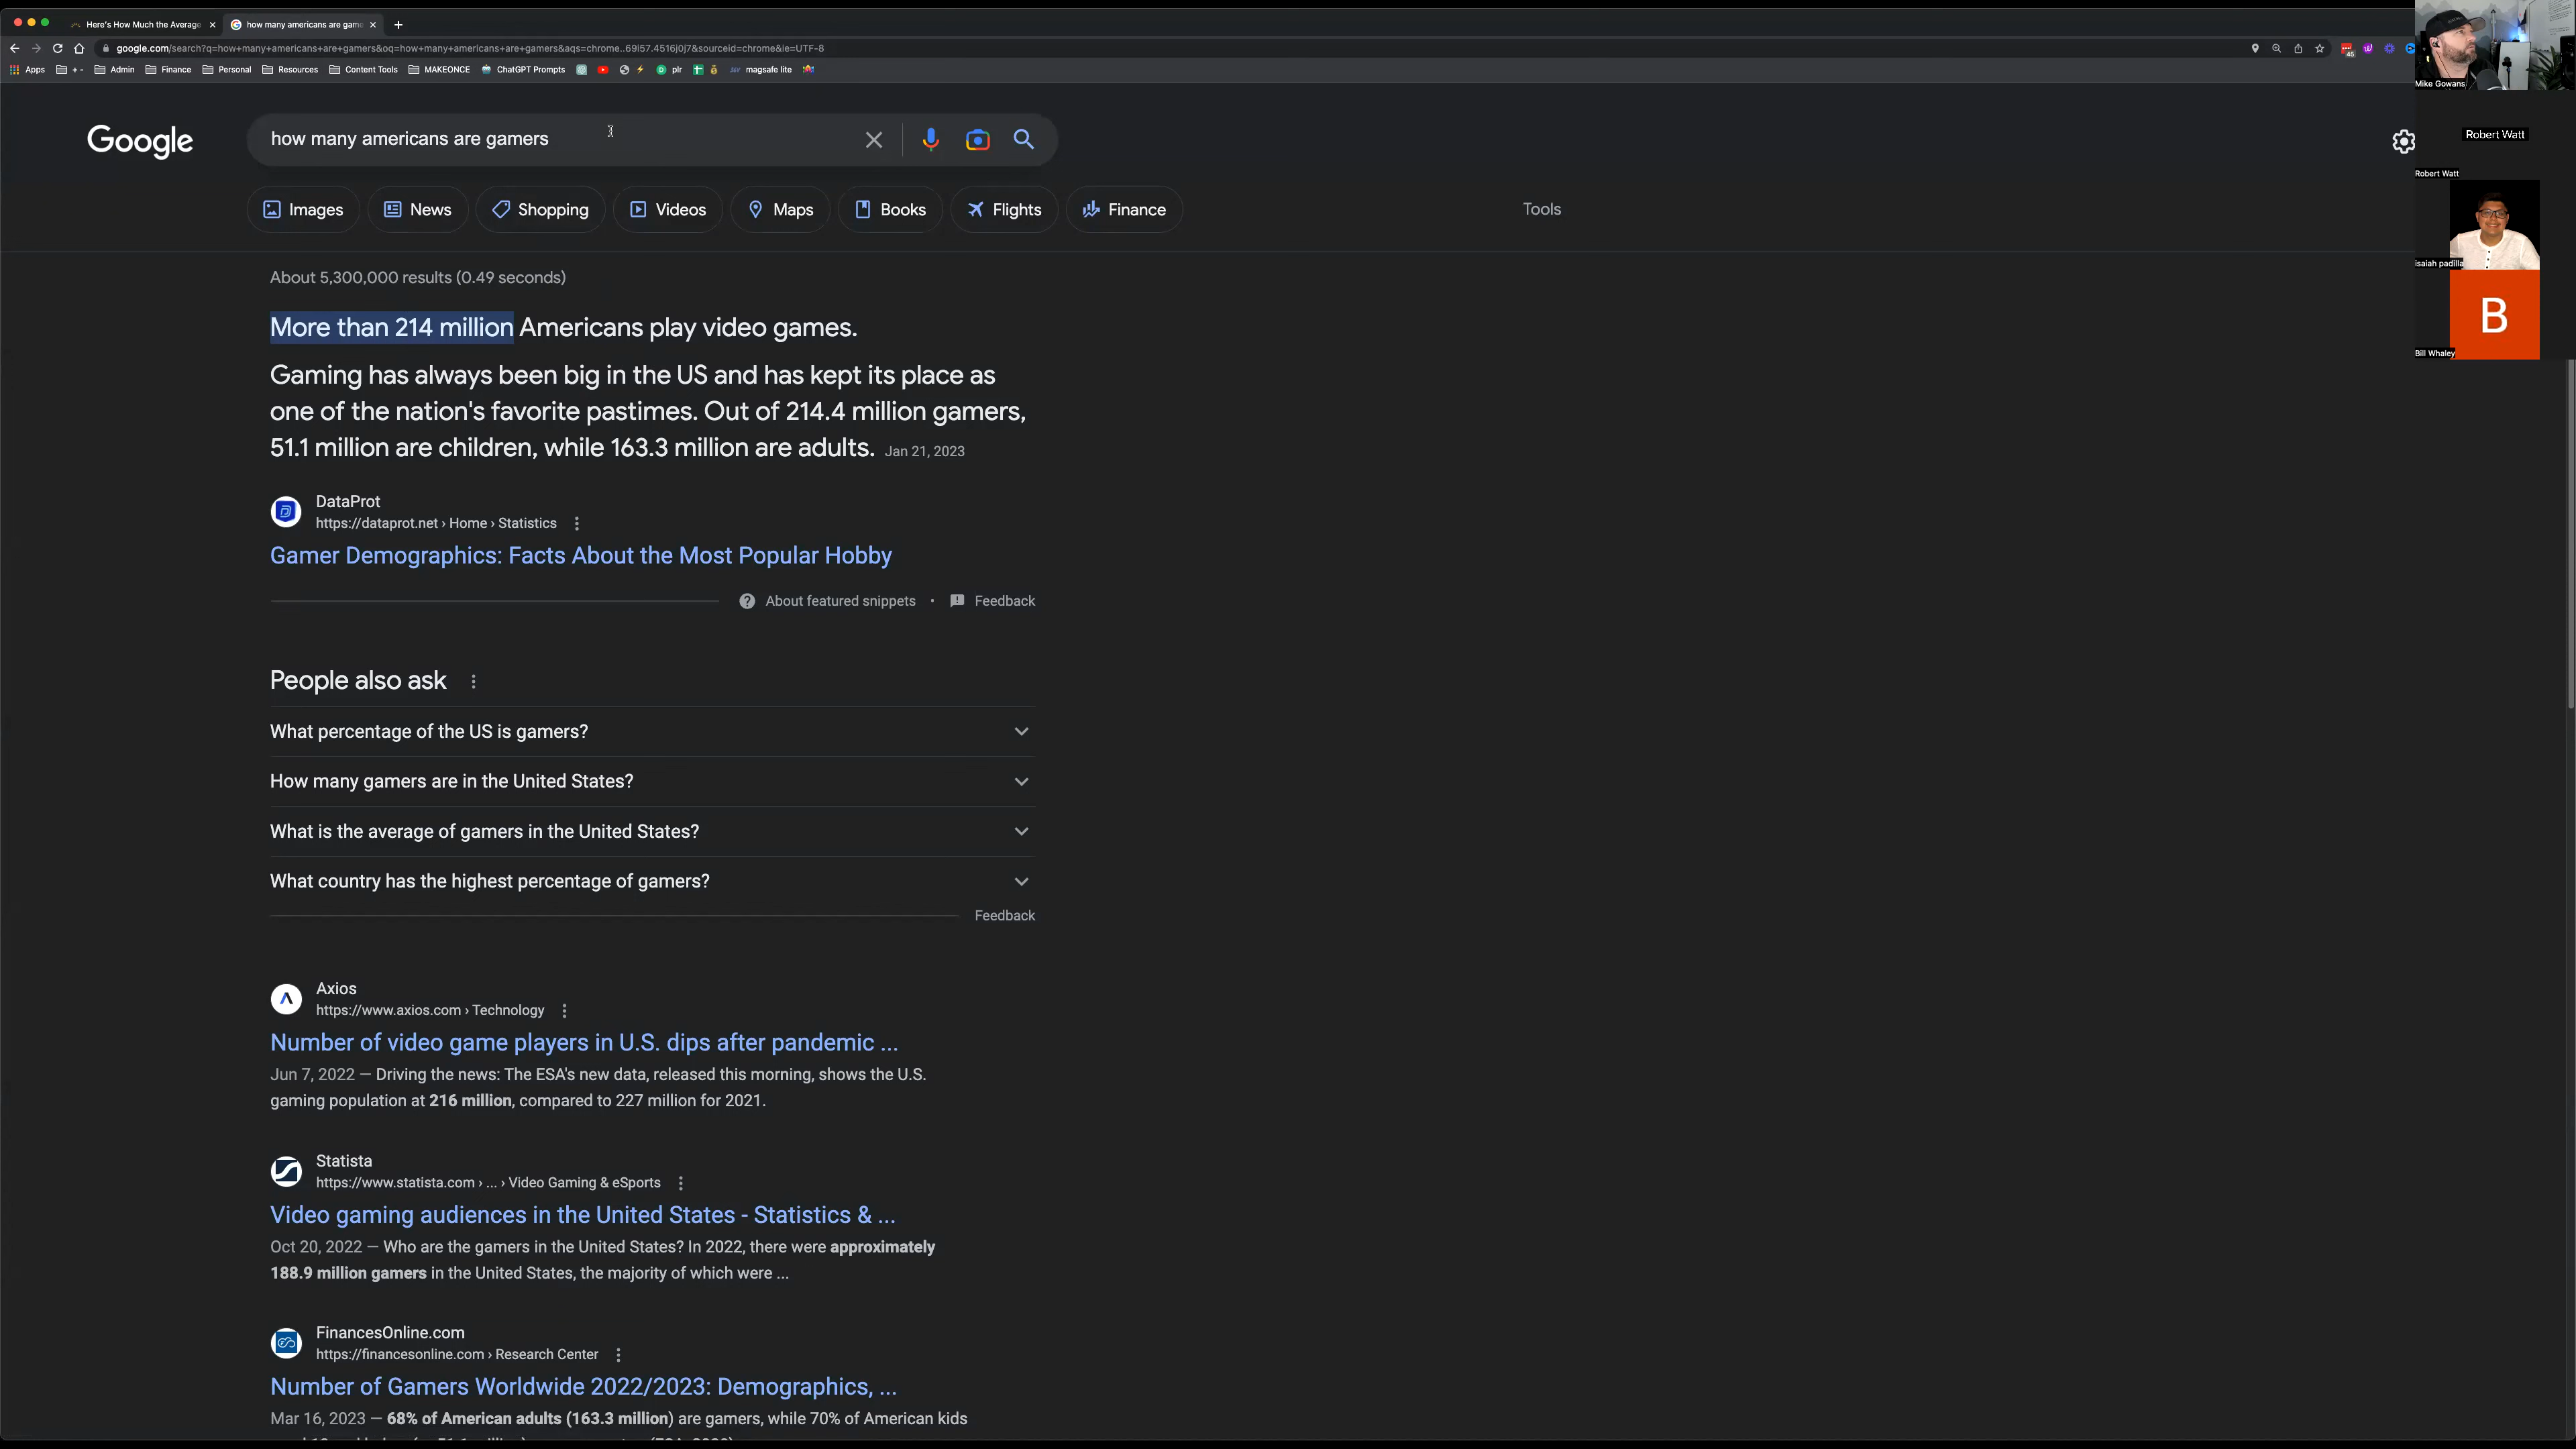 Here's How Much the Average
how many americans are gam
google.com/search?q=how+many+americans+are+gamers&oq=how+many+americans+are+gamers&aqs=chrome..69i57.4516j0j7&sourceid=chrome&ie=UTF-8
Apps + - Admin Finance Personal Resources Content Tools MAKEONCE ChatGPT Prompts plr magsafe lite
Mike Gowans
Google
how many americans are gamers
Robert Watt
Robert Watt
Images News Shopping Videos Maps Books Flights Finance
Tools
isaiah padilla
B
Bill Whaley
About 5,300,000 results (0.49 seconds)
More than 214 million Americans play video games.
Gaming has always been big in the US and has kept its place as
one of the nation's favorite pastimes. Out of 214.4 million gamers,
51.1 million are children, while 163.3 million are adults. Jan 21, 2023
DataProt
https://dataprot.net › Home › Statistics
Gamer Demographics: Facts About the Most Popular Hobby
About featured snippets • Feedback
People also ask
What percentage of the US is gamers?
How many gamers are in the United States?
What is the average of gamers in the United States?
What country has the highest percentage of gamers?
Feedback
Axios
https://www.axios.com › Technology
Number of video game players in U.S. dips after pandemic ...
Jun 7, 2022 — Driving the news: The ESA's new data, released this morning, shows the U.S.
gaming population at 216 million, compared to 227 million for 2021.
Statista
https://www.statista.com › ... › Video Gaming & eSports
Video gaming audiences in the United States - Statistics & ...
Oct 20, 2022 — Who are the gamers in the United States? In 2022, there were approximately
188.9 million gamers in the United States, the majority of which were ...
FinancesOnline.com
https://financesonline.com › Research Center
Number of Gamers Worldwide 2022/2023: Demographics, ...
Mar 16, 2023 — 68% of American adults (163.3 million) are gamers, while 70% of American kids